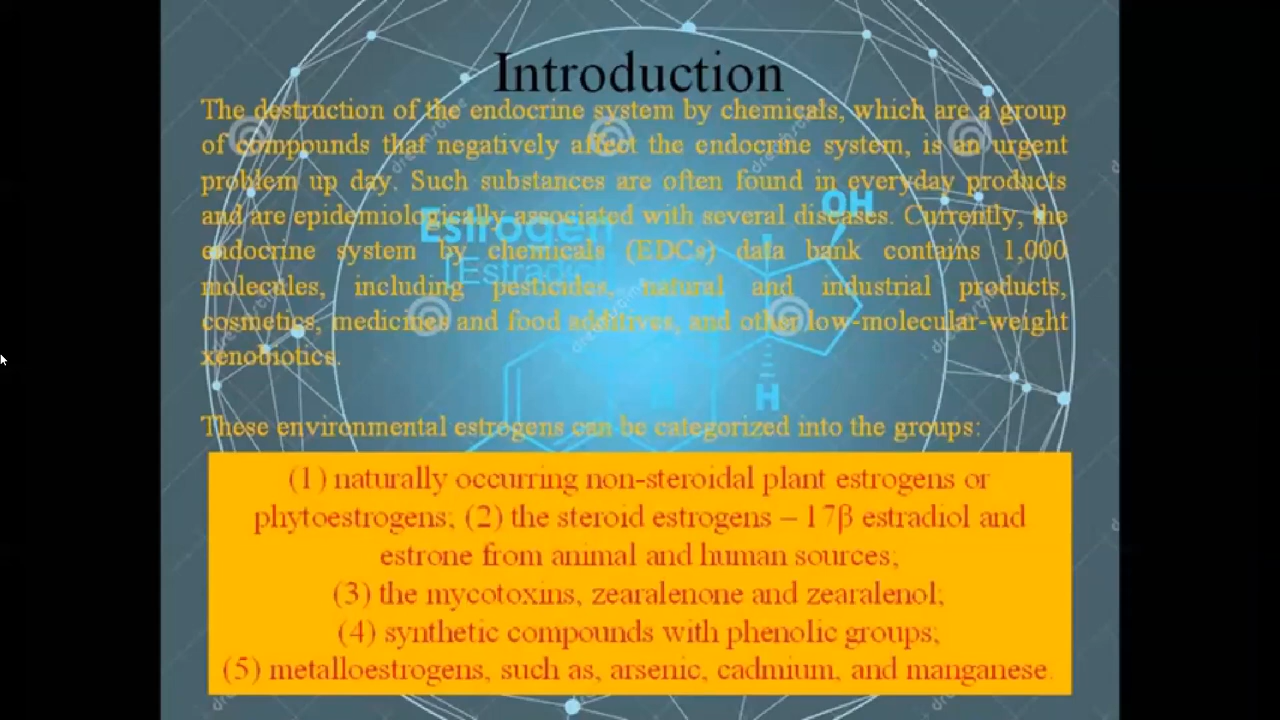 Introduction
The destruction of the endocrine system by chemicals, which are a group
of compounds that negatively affect the endocrine system, is an urgent
problem up day. Such substances are often found in everyday products
and are epidemiologically associated with several diseases. Currently, the
endocrine system by chemicals (EDCs) data bank contains 1,000
molecules, including pesticides, natural and industrial products,
cosmetics, medicines and food additives, and other low-molecular-weight
xenobiotics.
These environmental estrogens can be categorized into the groups:
(1) naturally occurring non-steroidal plant estrogens or
phytoestrogens; (2) the steroid estrogens – 17β estradiol and
estrone from animal and human sources;
(3) the mycotoxins, zearalenone and zearalenol;
(4) synthetic compounds with phenolic groups;
(5) metalloestrogens, such as, arsenic, cadmium, and manganese.
Estrogen
OH
H
H